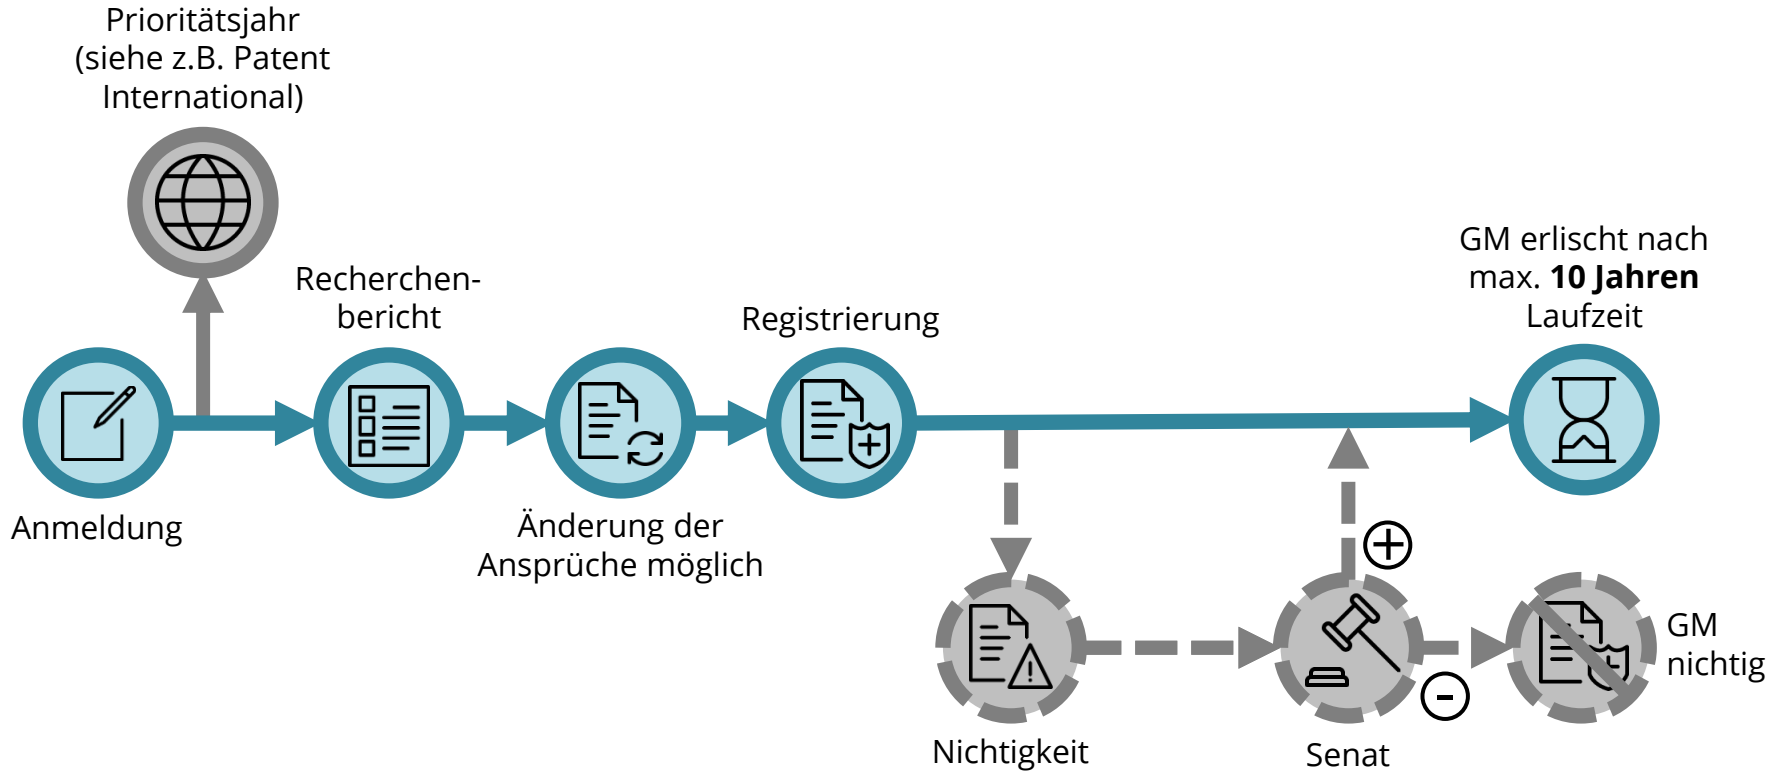 Prioritätsjahr
(siehe z.B. Patent
International)
Recherchen-
bericht
Registrierung
GM erlischt nach
max. 10 Jahren
Laufzeit
Anmeldung
Änderung der
Ansprüche möglich
+
-
GM
nichtig
Nichtigkeit
Senat